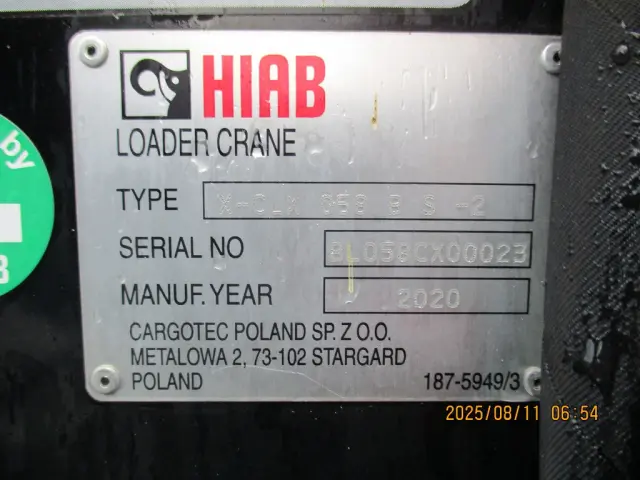 by
HIAB
LOADER CRANE
TYPE X-CLX 058 B S -2
SERIAL NO BL058CX00023
MANUF. YEAR 2020
CARGOTEC POLAND SP. Z O.O.
METALOWA 2, 73-102 STARGARD
POLAND 187-5949/3
2025/08/11 06:54